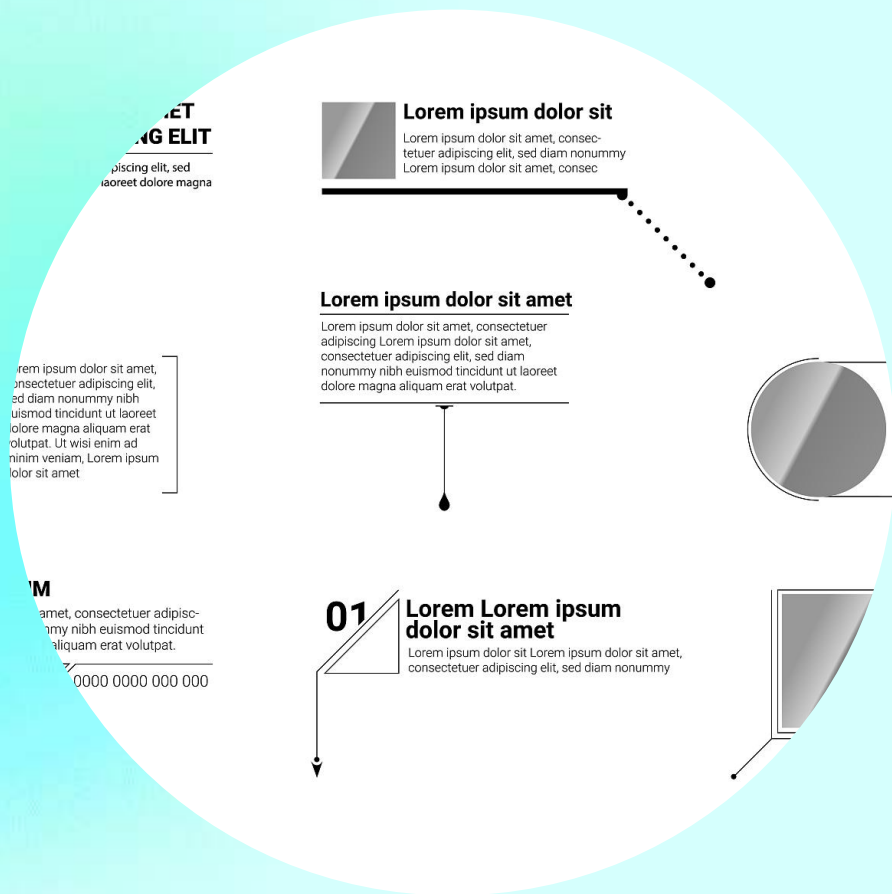 ELIT
piscing elit, sed
laoreet dolore magna
Lorem ipsum dolor sit
Lorem ipsum dolor sit amet, consec-
tetuer adipiscing elit, sed diam nonummy
Lorem ipsum dolor sit amet, consec
Lorem ipsum dolor sit amet
Lorem ipsum dolor sit amet, consectetuer
adipiscing Lorem ipsum dolor sit amet,
consectetuer adipiscing elit, sed diam
nonummy nibh euismod tincidunt ut laoreet
dolore magna aliquam erat volutpat.
rem ipsum dolor sit amet,
onsectetuer adipiscing elit,
ed diam nonummy nibh
uismod tincidunt ut laoreet
dolore magna aliquam erat
volutpat. Ut wisi enim ad
minim veniam, Lorem ipsum
dolor sit amet
amet, consectetuer adipisc-
my nibh euismod tincidunt
aliquam erat volutpat.
0000 0000 000 000
01
Lorem Lorem ipsum
dolor sit amet
Lorem ipsum dolor sit Lorem ipsum dolor sit amet,
consectetuer adipiscing elit, sed diam nonummy